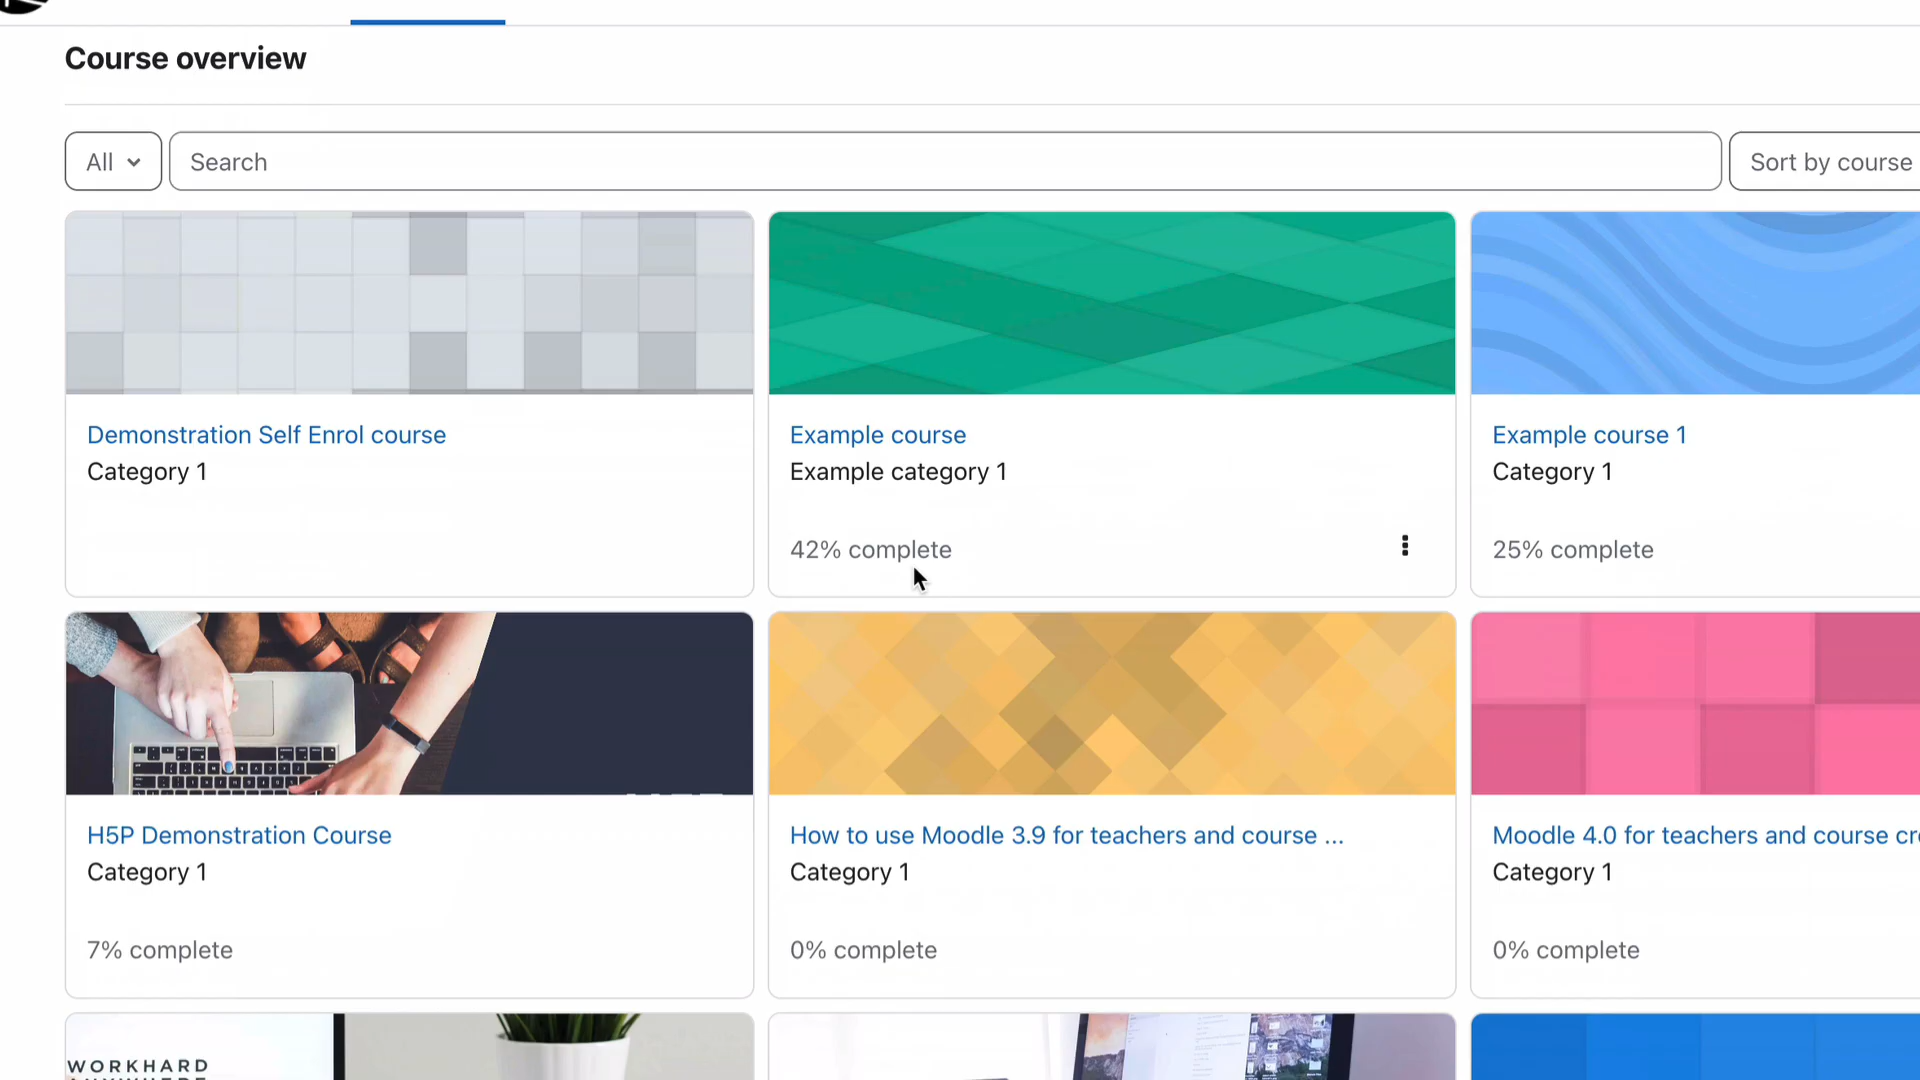 Course overview
All
Search
Sort by course
Demonstration Self Enrol course
Category 1
Example course
Example category 1
42% complete
Example course 1
Category 1
25% complete
H5P Demonstration Course
Category 1
7% complete
How to use Moodle 3.9 for teachers and course ...
Category 1
0% complete
Moodle 4.0 for teachers and course cr
Category 1
0% complete
WORKHARD